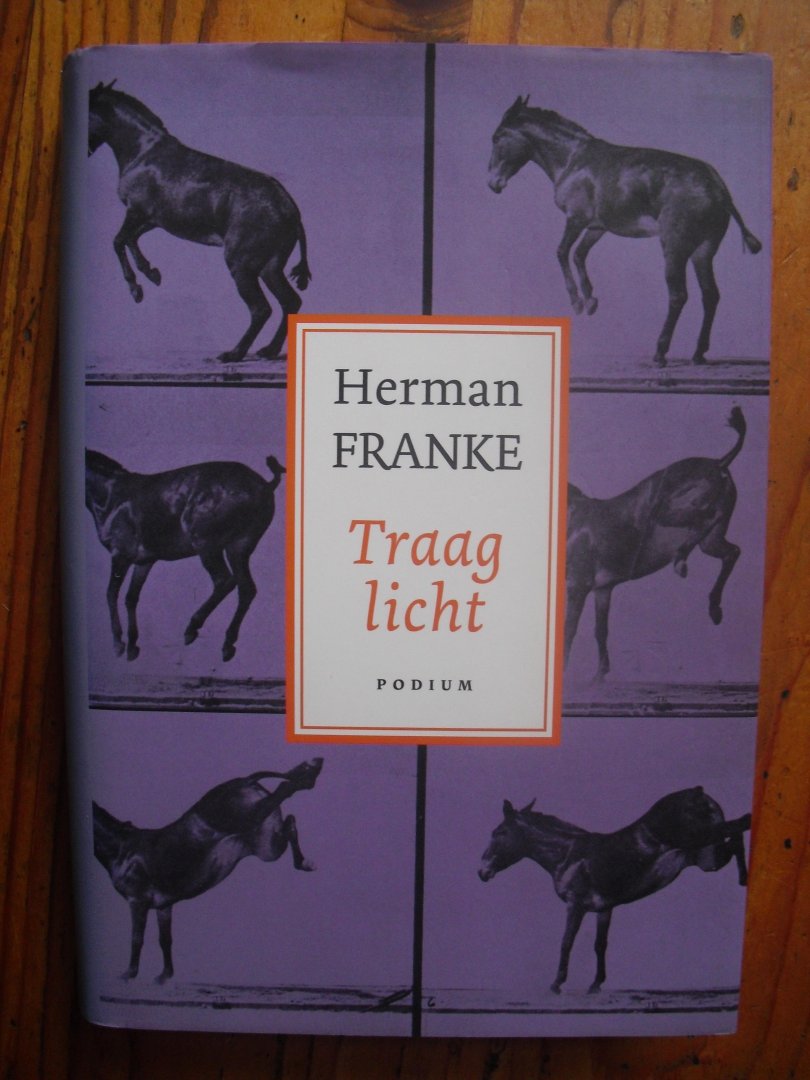 Herman
FRANKE
Traag
licht
PODIUM